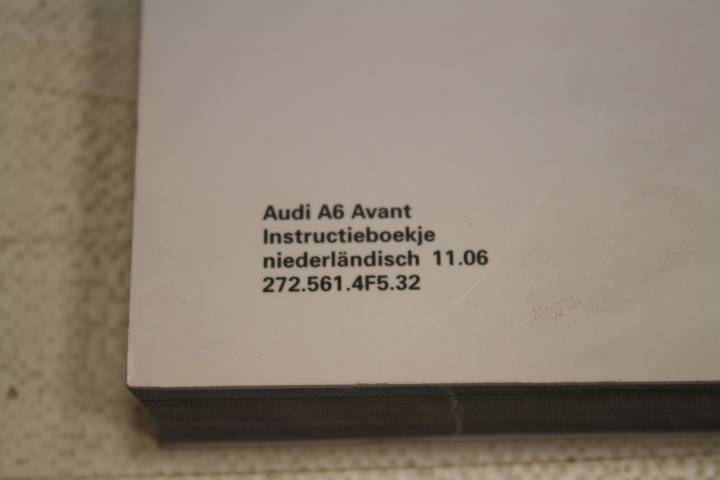 Audi A6 Avant
Instructieboekje
niederländisch 11.06
272.561.4F5.32